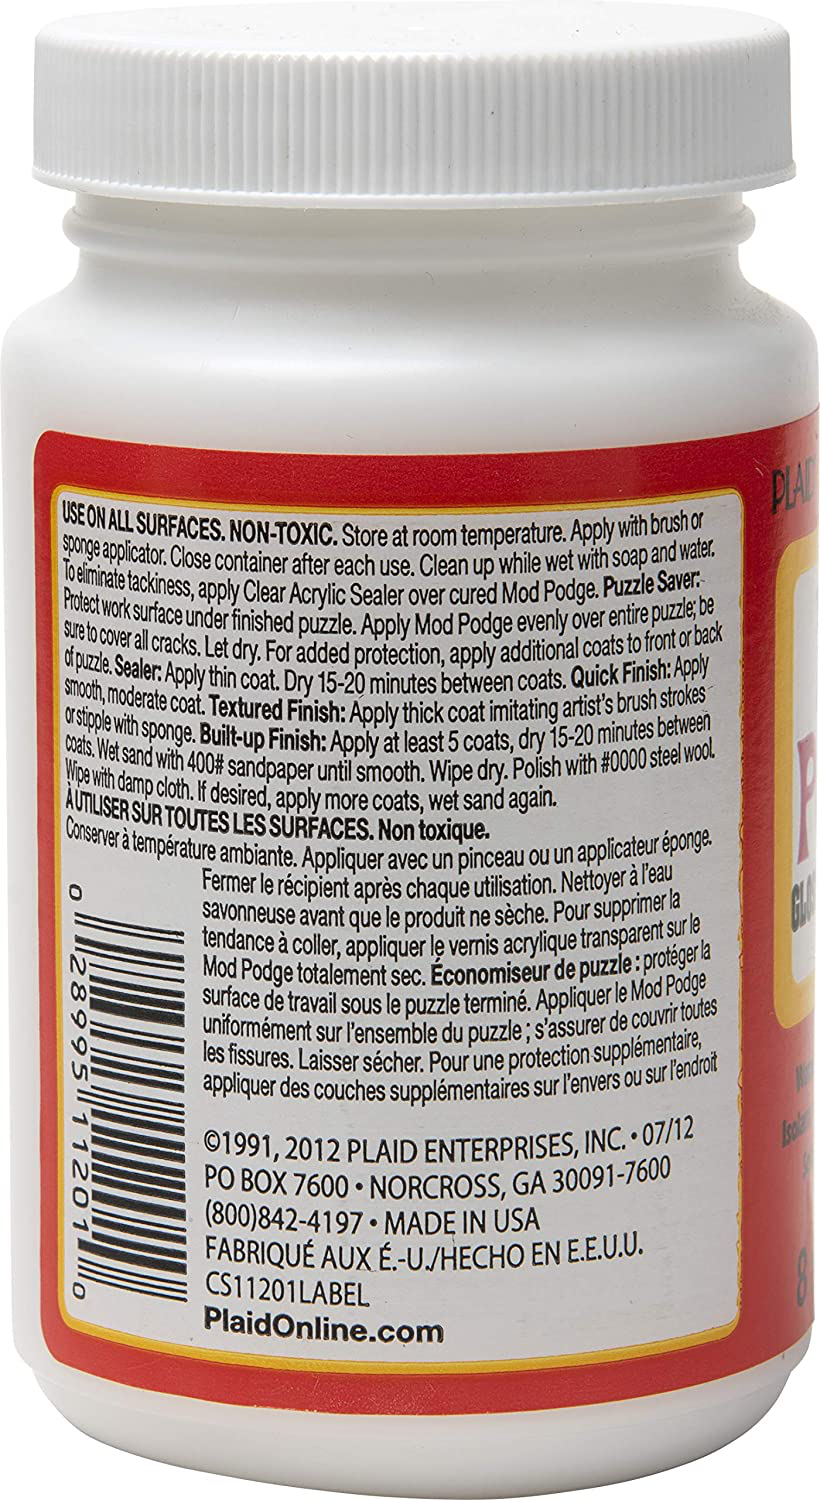 USE ON ALL SURFACES. NON-TOXIC. Store at room temperature. Apply with brush or
sponge applicator. Close container after each use. Clean up while wet with soap and water.
To eliminate tackiness, apply Clear Acrylic Sealer over cured Mod Podge. Puzzle Saver:
Protect work surface under finished puzzle. Apply Mod Podge evenly over entire puzzle; be
sure to cover all cracks. Let dry. For added protection, apply additional coats to front or back
of puzzle. Sealer: Apply thin coat. Dry 15-20 minutes between coats. Quick Finish: Apply
smooth, moderate coat. Textured Finish: Apply thick coat imitating artist's brush strokes
or stipple with sponge. Built-up Finish: Apply at least 5 coats, dry 15-20 minutes between
coats. Wet sand with 400# sandpaper until smooth. Wipe dry. Polish with #0000 steel wool.
Wipe with damp cloth. If desired, apply more coats, wet sand again.
À UTILISER SUR TOUTES LES SURFACES. Non toxique.
Conserver à température ambiante. Appliquer avec un pinceau ou un applicateur éponge.
Fermer le récipient après chaque utilisation. Nettoyer à l'eau
savonneuse avant que le produit ne sèche. Pour supprimer la
tendance à coller, appliquer le vernis acrylique transparent sur le
Mod Podge totalement sec. Économiseur de puzzle : protéger la
surface de travail sous le puzzle terminé. Appliquer le Mod Podge
uniformément sur l'ensemble du puzzle ; s'assurer de couvrir toutes
les fissures. Laisser sécher. Pour une protection supplémentaire,
appliquer des couches supplémentaires sur l'envers ou sur l'endroit
©1991, 2012 PLAID ENTERPRISES, INC. • 07/12
PO BOX 7600 • NORCROSS, GA 30091-7600
(800)842-4197 • MADE IN USA
FABRIQUÉ AUX É.-U./HECHO EN E.E.U.U.
CS11201LABEL
PlaidOnline.com
0 28995 11201 0
PLAID
P
8